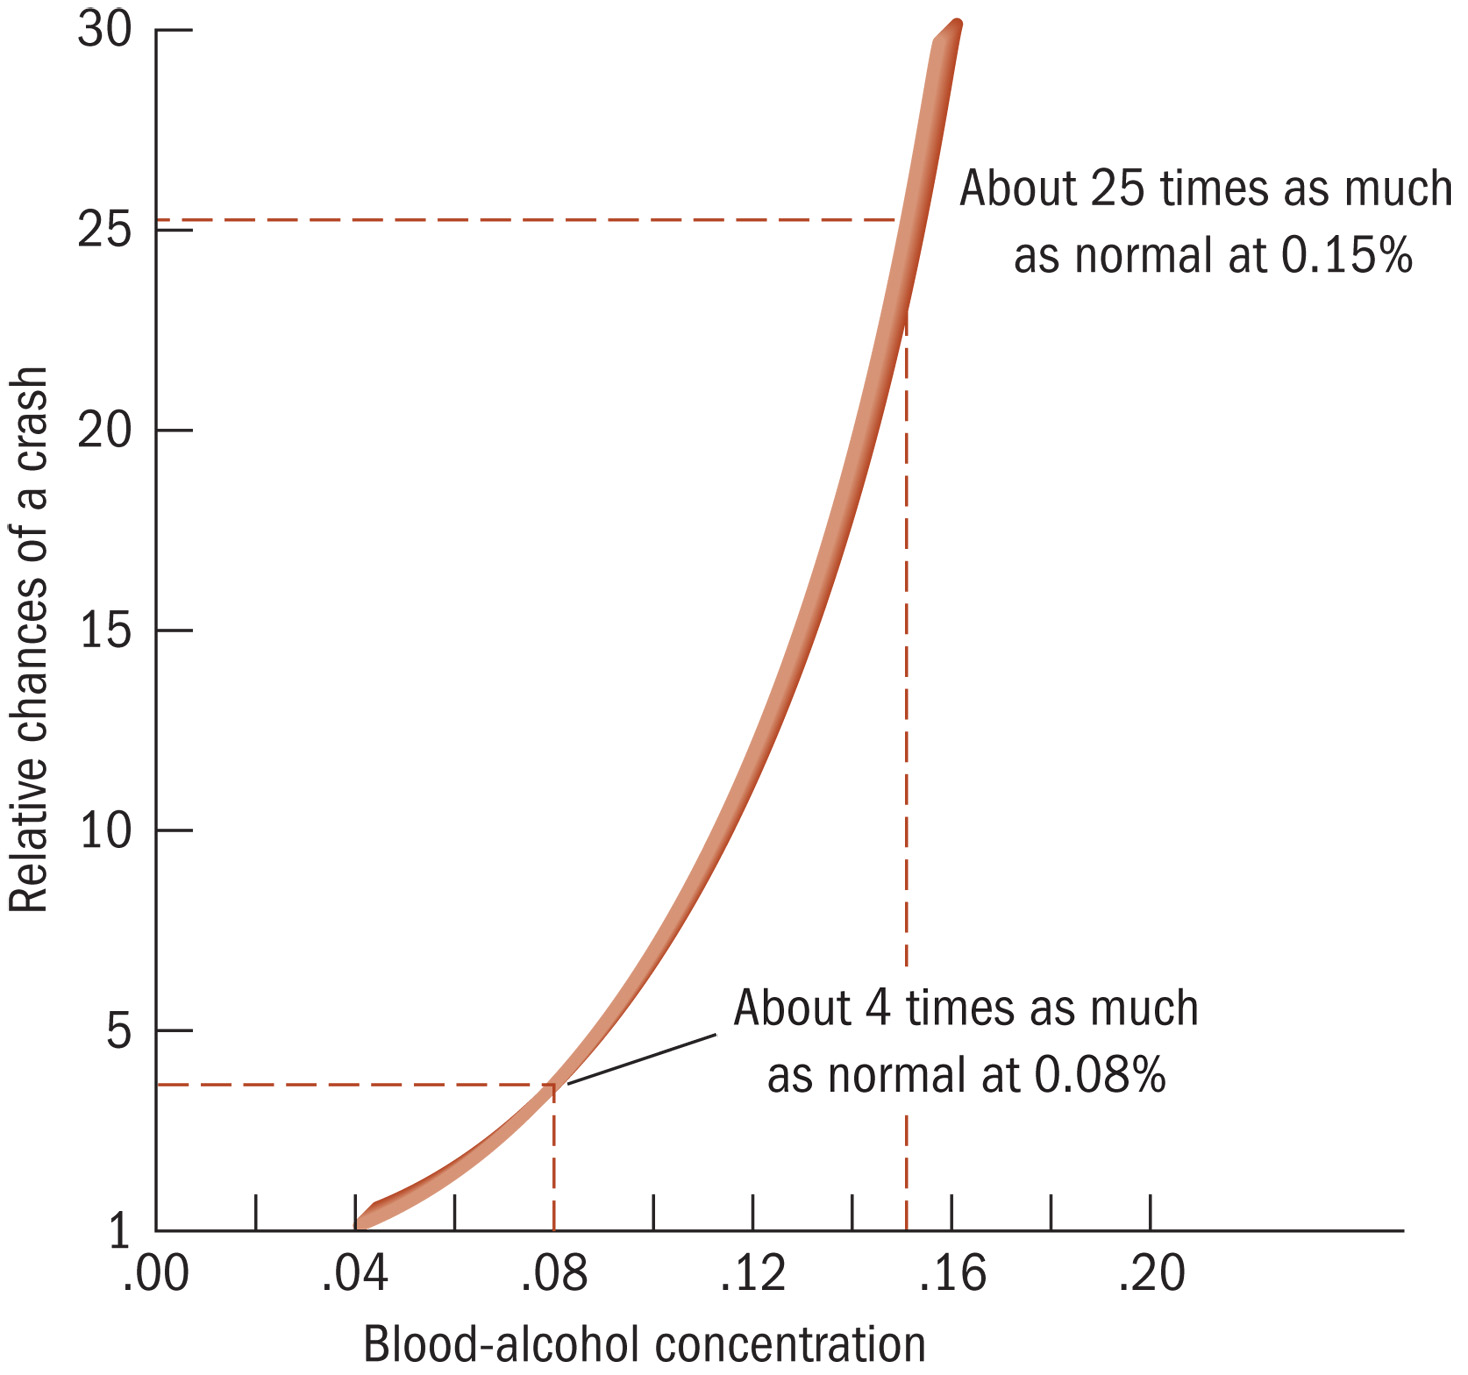 30
25
20
15
10
5
1
Relative chances of a crash
About 25 times as much
as normal at 0.15%
About 4 times as much
as normal at 0.08%
.00 .04 .08 .12 .16 .20
Blood-alcohol concentration